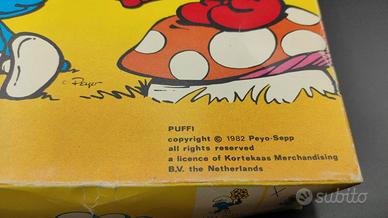 Peyo
PUFFI
copyright © 1982 Peyo-Sepp
all rights reserved
a licence of Kortekaas Merchandising
B.V. the Netherlands
subito